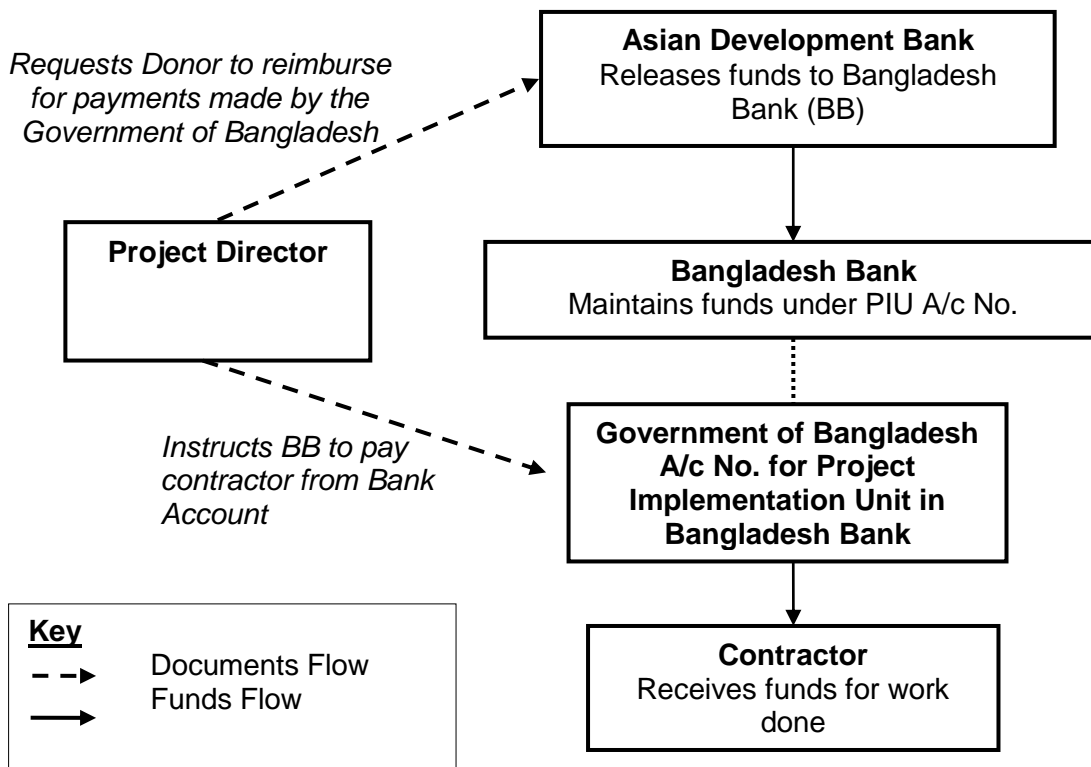 Requests Donor to reimburse
for payments made by the
Government of Bangladesh
Asian Development Bank
Releases funds to Bangladesh
Bank (BB)
Project Director
Bangladesh Bank
Maintains funds under PIU A/c No.
Instructs BB to pay
contractor from Bank
Account
Government of Bangladesh
A/c No. for Project
Implementation Unit in
Bangladesh Bank
Contractor
Receives funds for work
done
Key
Documents Flow
Funds Flow